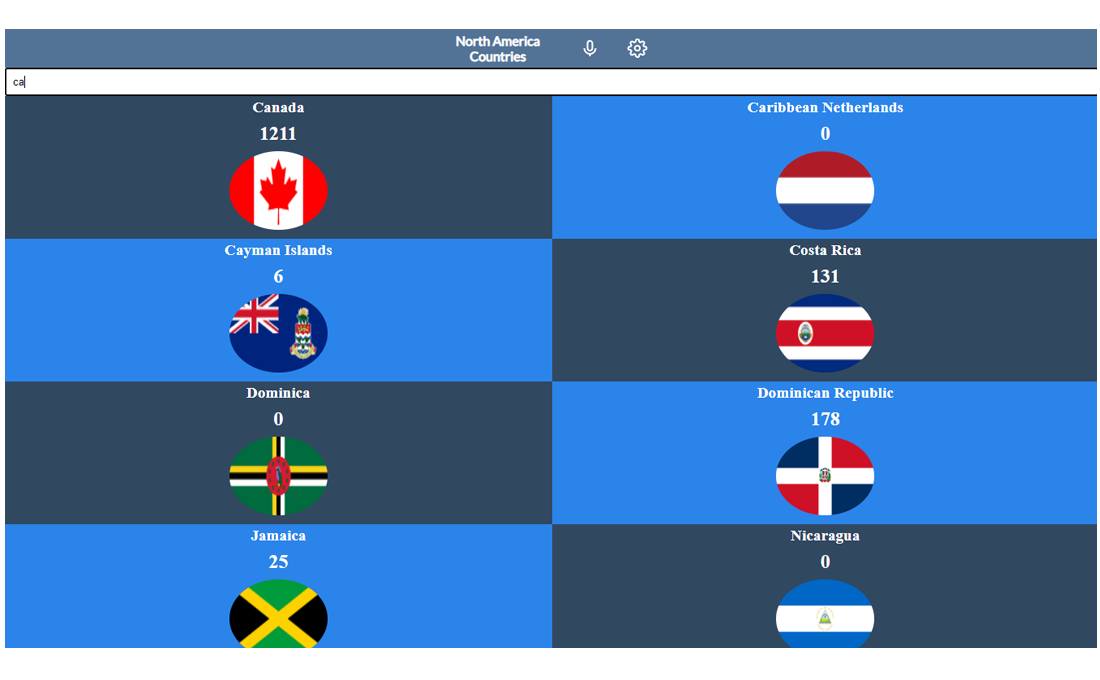 North America
Countries
ca
Canada
1211
Caribbean Netherlands
0
Cayman Islands
6
Costa Rica
131
Dominica
0
Dominican Republic
178
Jamaica
25
Nicaragua
0